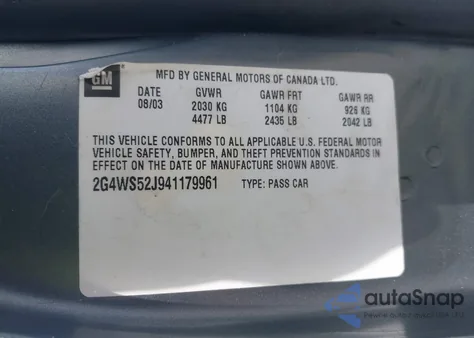 GM
MFD BY GENERAL MOTORS OF CANADA LTD.
DATE GVWR GAWR FRT GAWR RR
08/03 2030 KG 1104 KG 926 KG
4477 LB 2435 LB 2042 LB
THIS VEHICLE CONFORMS TO ALL APPLICABLE U.S. FEDERAL MOTOR
VEHICLE SAFETY, BUMPER, AND THEFT PREVENTION STANDARDS IN
EFFECT ON THE DATE OF MANUFACTURE SHOWN ABOVE.
2G4WS52J941179961 TYPE: PASS CAR
autoSnap